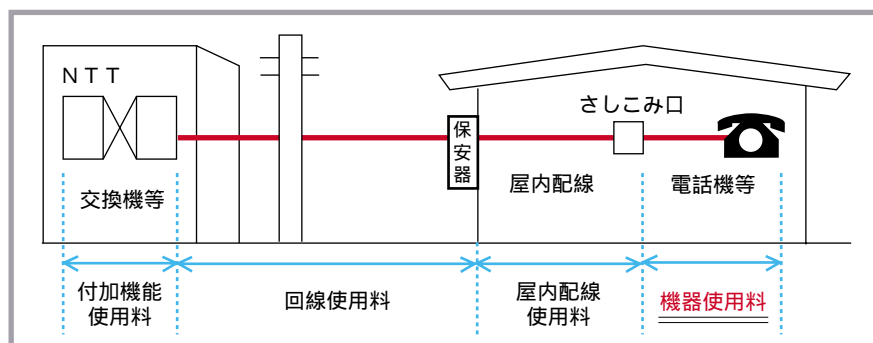 ＮＴＴ
さしこみ口
保安器
屋内配線
交換機等
電話機等
付加機能
使用料
回線使用料
屋内配線
使用料
機器使用料